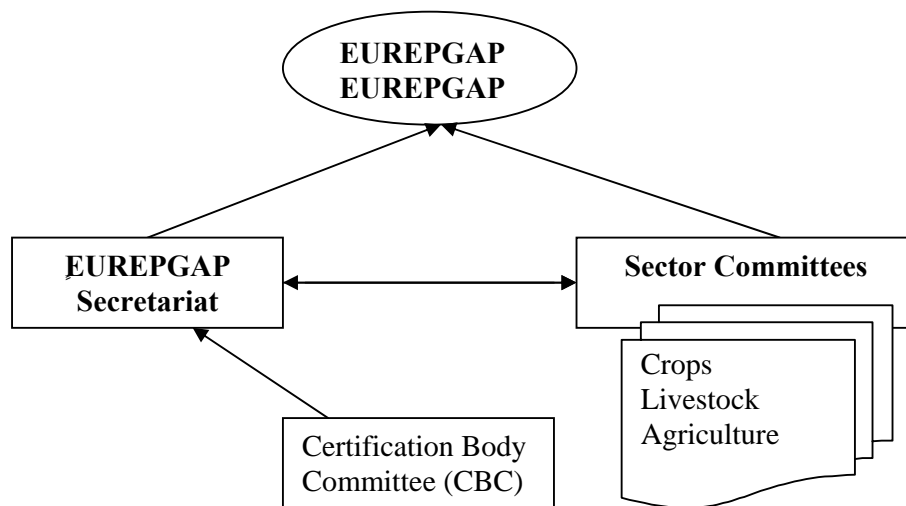 EUREPGAP
EUREPGAP
EUREPGAP
Secretariat
Sector Committees
Crops
Livestock
Agriculture
Certification Body
Committee (CBC)